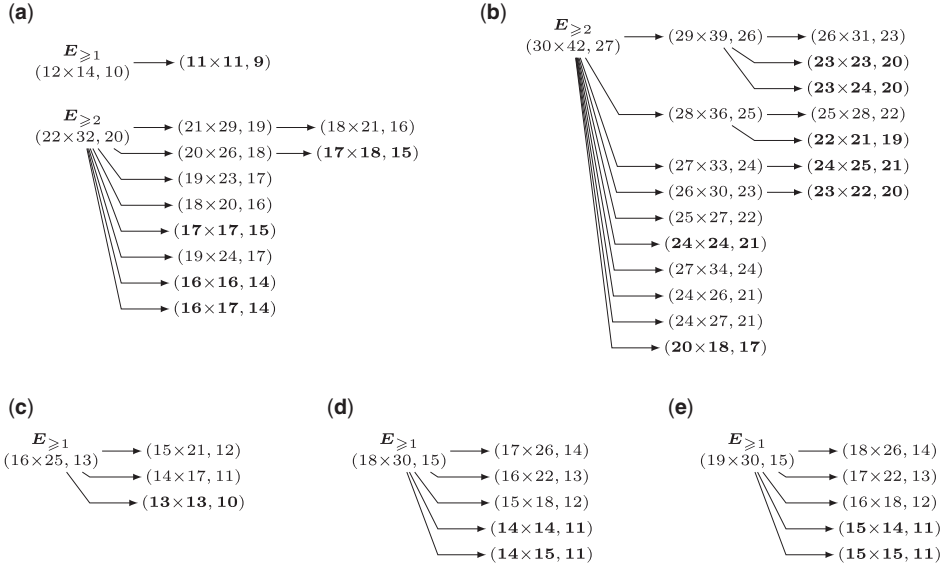 (a)
E⩾1
(12×14, 10) (11×11, 9)
E⩾2
(22×32, 20) (21×29, 19) (18×21, 16)
(20×26, 18) (17×18, 15)
(19×23, 17)
(18×20, 16)
(17×17, 15)
(19×24, 17)
(16×16, 14)
(16×17, 14)
(b)
E⩾2
(30×42, 27) (29×39, 26) (26×31, 23)
(23×23, 20)
(23×24, 20)
(28×36, 25) (25×28, 22)
(22×21, 19)
(27×33, 24) (24×25, 21)
(26×30, 23) (23×22, 20)
(25×27, 22)
(24×24, 21)
(27×34, 24)
(24×26, 21)
(24×27, 21)
(20×18, 17)
(c)
E⩾1
(16×25, 13) (15×21, 12)
(14×17, 11)
(13×13, 10)
(d)
E⩾1
(18×30, 15) (17×26, 14)
(16×22, 13)
(15×18, 12)
(14×14, 11)
(14×15, 11)
(e)
E⩾1
(19×30, 15) (18×26, 14)
(17×22, 13)
(16×18, 12)
(15×14, 11)
(15×15, 11)